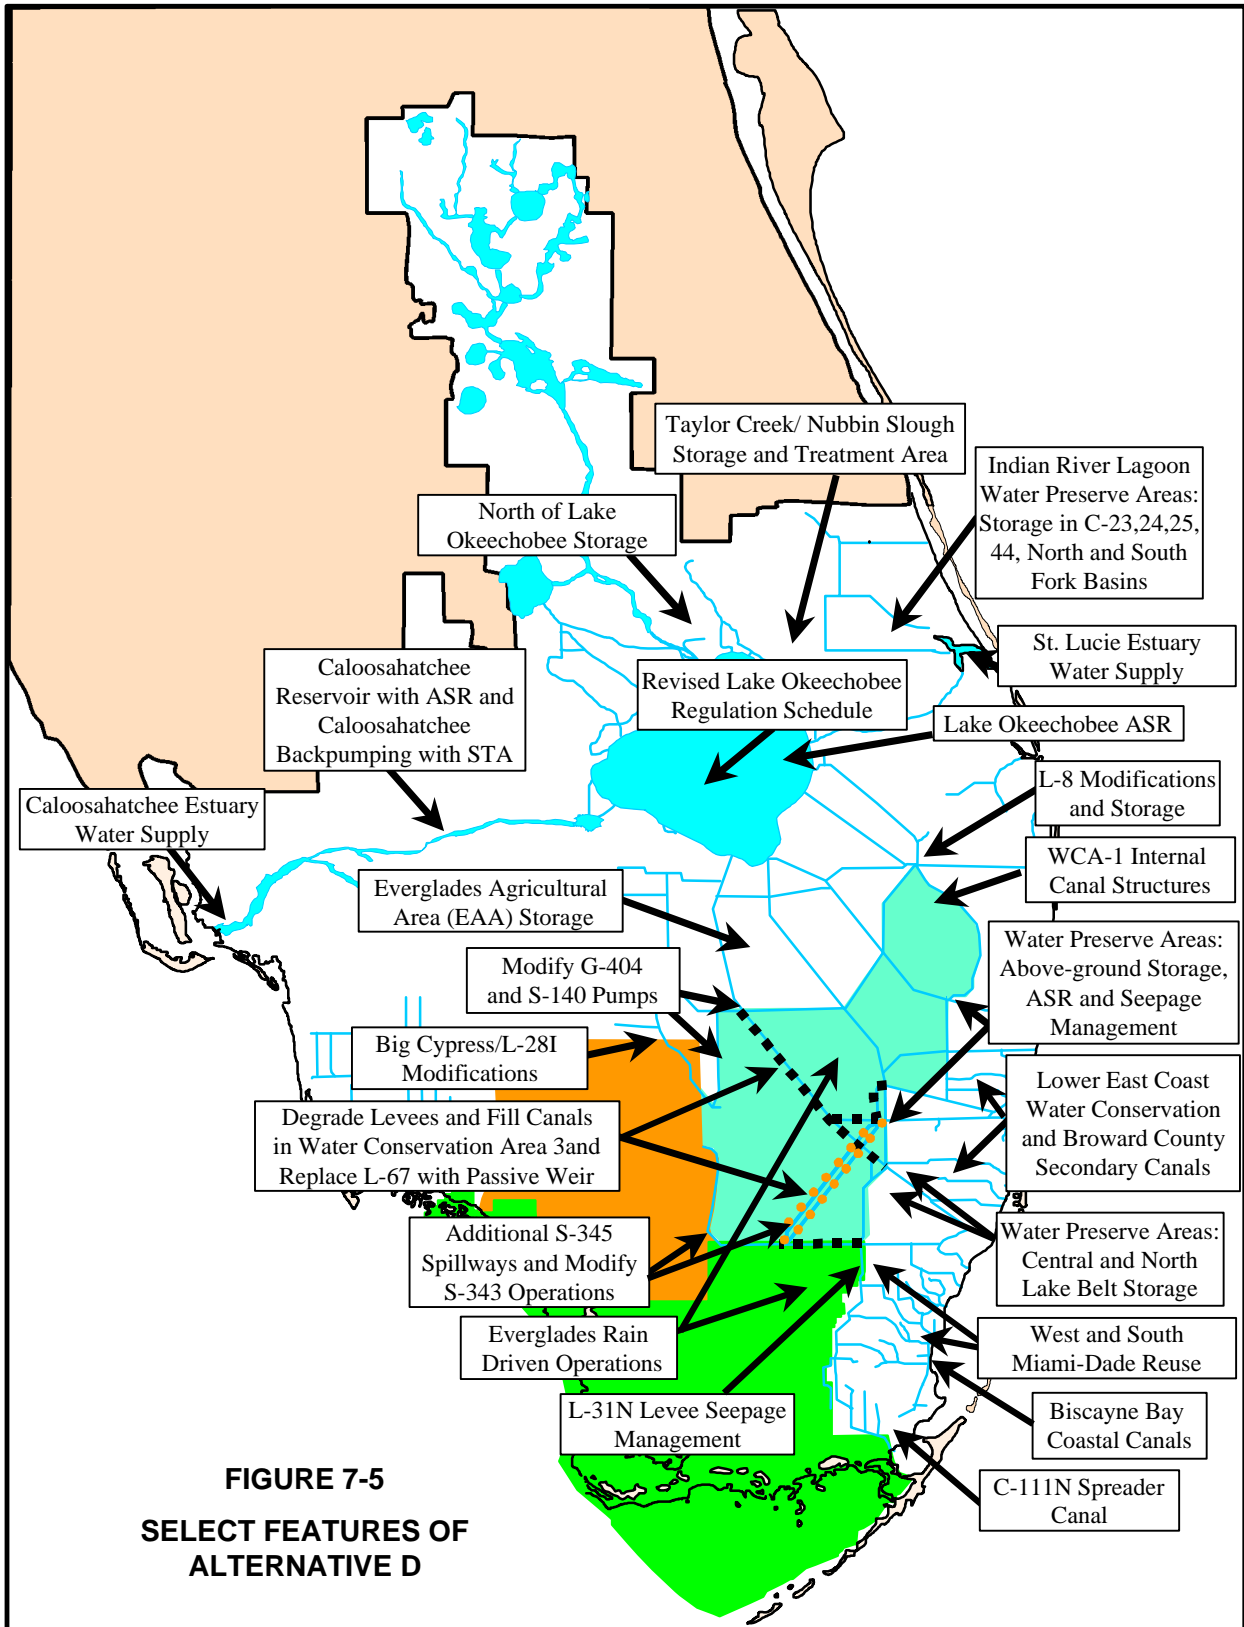 Taylor Creek/ Nubbin Slough
Storage and Treatment Area
Indian River Lagoon
Water Preserve Areas:
Storage in C-23,24,25,
44, North and South
Fork Basins
North of Lake
Okeechobee Storage
St. Lucie Estuary
Water Supply
Caloosahatchee
Reservoir with ASR and
Caloosahatchee
Backpumping with STA
Revised Lake Okeechobee
Regulation Schedule
Lake Okeechobee ASR
L-8 Modifications
and Storage
Caloosahatchee Estuary
Water Supply
WCA-1 Internal
Canal Structures
Everglades Agricultural
Area (EAA) Storage
Water Preserve Areas:
Above-ground Storage,
ASR and Seepage
Management
Modify G-404
and S-140 Pumps
Big Cypress/L-28I
Modifications
Lower East Coast
Water Conservation
and Broward County
Secondary Canals
Degrade Levees and Fill Canals
in Water Conservation Area 3and
Replace L-67 with Passive Weir
Additional S-345
Spillways and Modify
S-343 Operations
Water Preserve Areas:
Central and North
Lake Belt Storage
Everglades Rain
Driven Operations
West and South
Miami-Dade Reuse
L-31N Levee Seepage
Management
Biscayne Bay
Coastal Canals
C-111N Spreader
Canal
FIGURE 7-5
SELECT FEATURES OF
ALTERNATIVE D